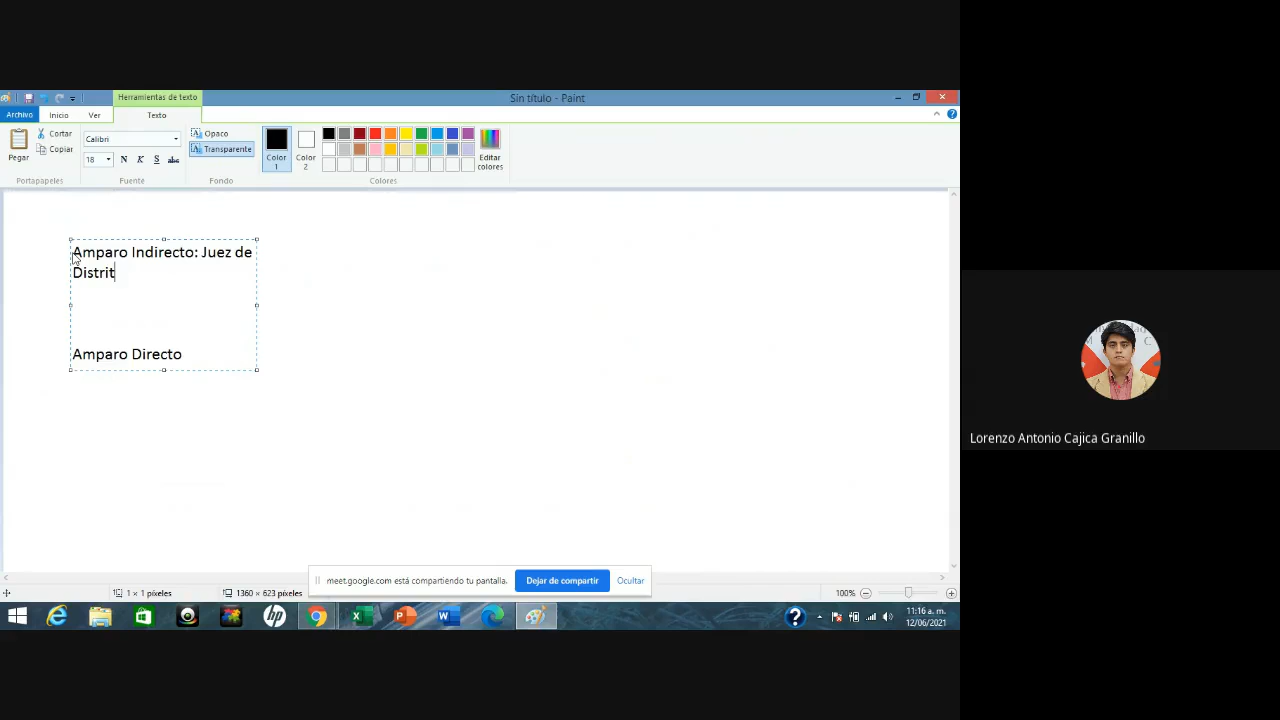 Herramientas de texto
Sin título - Paint
Archivo
Inicio
Ver
Texto
Pegar
Cortar
Copiar
Portapapeles
Calibri
18
N K S abc
Fuente
Opaco
Transparente
Fondo
Color 1
Color 2
Editar colores
Colores
Amparo Indirecto: Juez de
Distrit
Amparo Directo
Lorenzo Antonio Cajica Granillo
meet.google.com está compartiendo tu pantalla.
Dejar de compartir
Ocultar
1 × 1 píxeles
1360 × 623 píxeles
100%
11:16 a. m.
12/06/2021